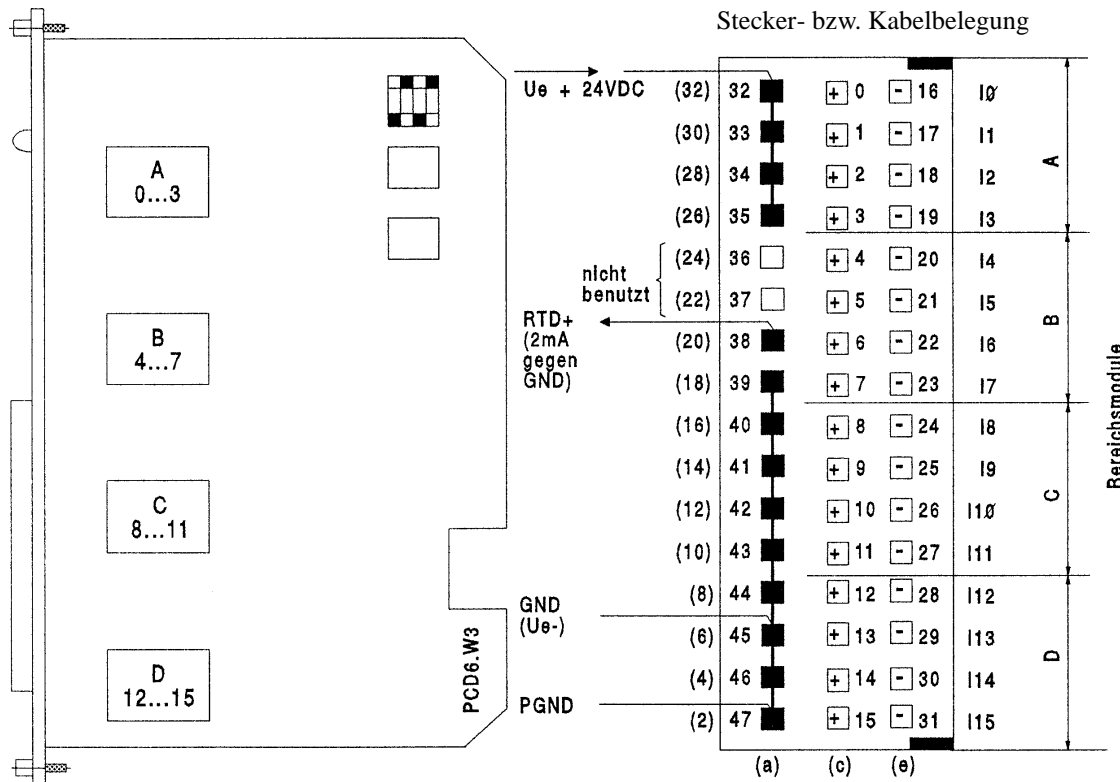 Stecker- bzw. Kabelbelegung
A
0...3
B
4...7
C
8...11
D
12...15
PCD6.W3
Ue + 24VDC
nicht
benutzt
RTD+
(2mA
gegen
GND)
GND
(Ue-)
PGND
(32) 32 + 0 - 16 I0
(30) 33 + 1 - 17 I1
(28) 34 + 2 - 18 I2
(26) 35 + 3 - 19 I3
(24) 36 + 4 - 20 I4
(22) 37 + 5 - 21 I5
(20) 38 + 6 - 22 I6
(18) 39 + 7 - 23 I7
(16) 40 + 8 - 24 I8
(14) 41 + 9 - 25 I9
(12) 42 + 10 - 26 I10
(10) 43 + 11 - 27 I11
(8) 44 + 12 - 28 I12
(6) 45 + 13 - 29 I13
(4) 46 + 14 - 30 I14
(2) 47 + 15 - 31 I15
(a) (c) (e)
A
B
C
D
Bereichsmodule